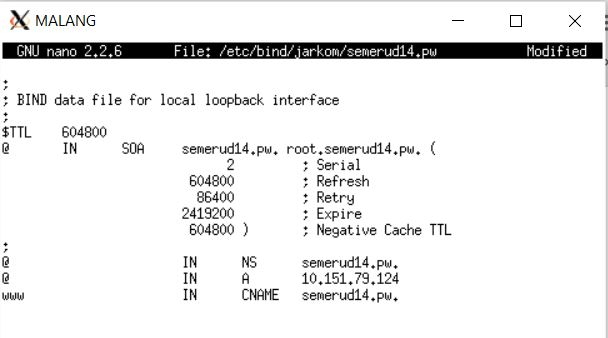 MALANG
GNU nano 2.2.6 File: /etc/bind/jarkom/semerud14.pw Modified
;
; BIND data file for local loopback interface
;
$TTL 604800
@ IN SOA semerud14.pw. root.semerud14.pw. (
2 ; Serial
604800 ; Refresh
86400 ; Retry
2419200 ; Expire
604800 ) ; Negative Cache TTL
;
@ IN NS semerud14.pw.
@ IN A 10.151.79.124
www IN CNAME semerud14.pw.